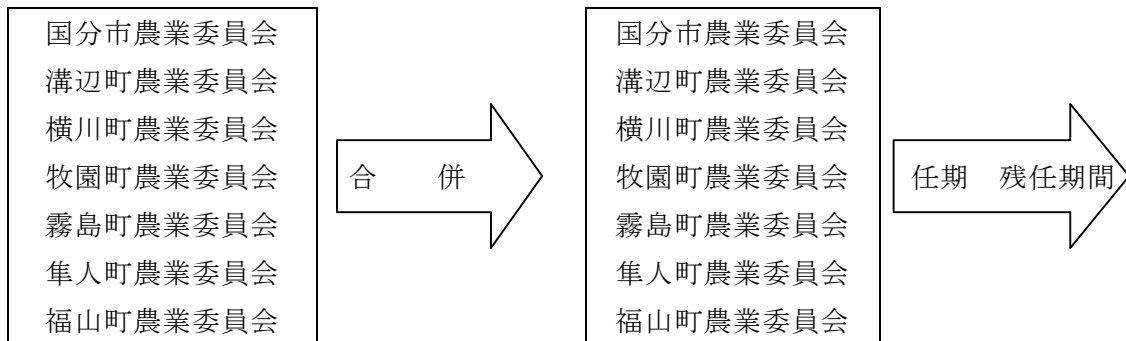 国分市農業委員会
溝辺町農業委員会
横川町農業委員会
牧園町農業委員会
霧島町農業委員会
隼人町農業委員会
福山町農業委員会
合　併
国分市農業委員会
溝辺町農業委員会
横川町農業委員会
牧園町農業委員会
霧島町農業委員会
隼人町農業委員会
福山町農業委員会
任期　残任期間